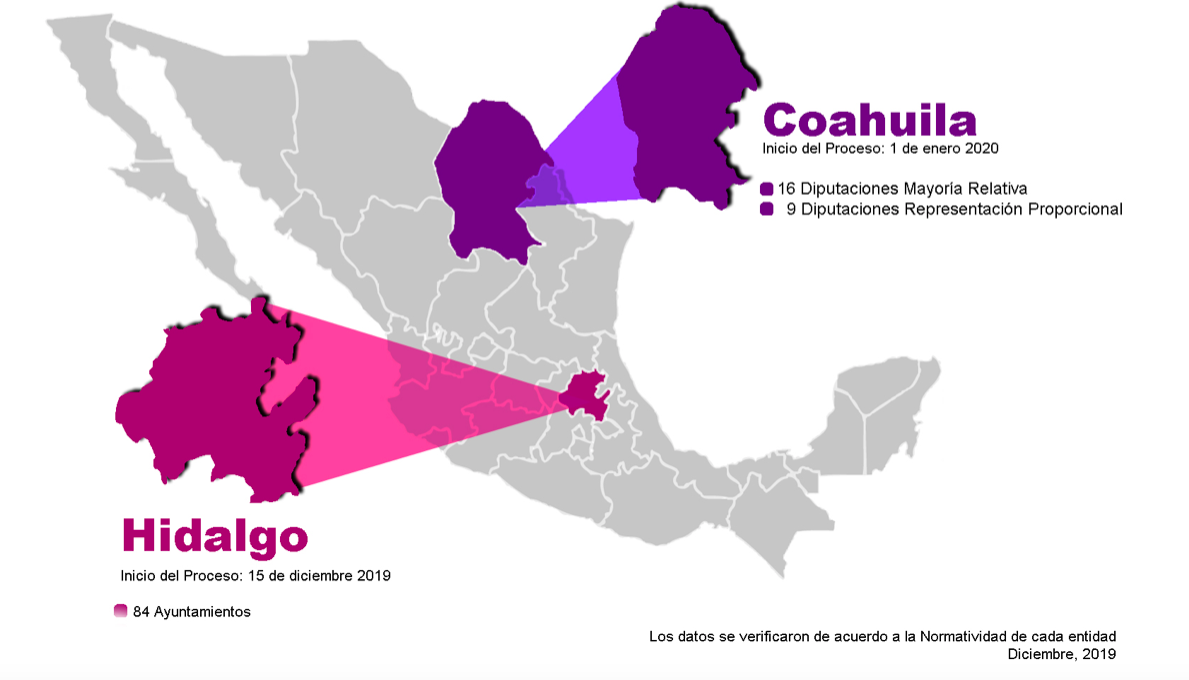 Coahuila
Inicio del Proceso: 1 de enero 2020
16 Diputaciones Mayoría Relativa
9 Diputaciones Representación Proporcional
Hidalgo
Inicio del Proceso: 15 de diciembre 2019
84 Ayuntamientos
Los datos se verificaron de acuerdo a la Normatividad de cada entidad
Diciembre, 2019